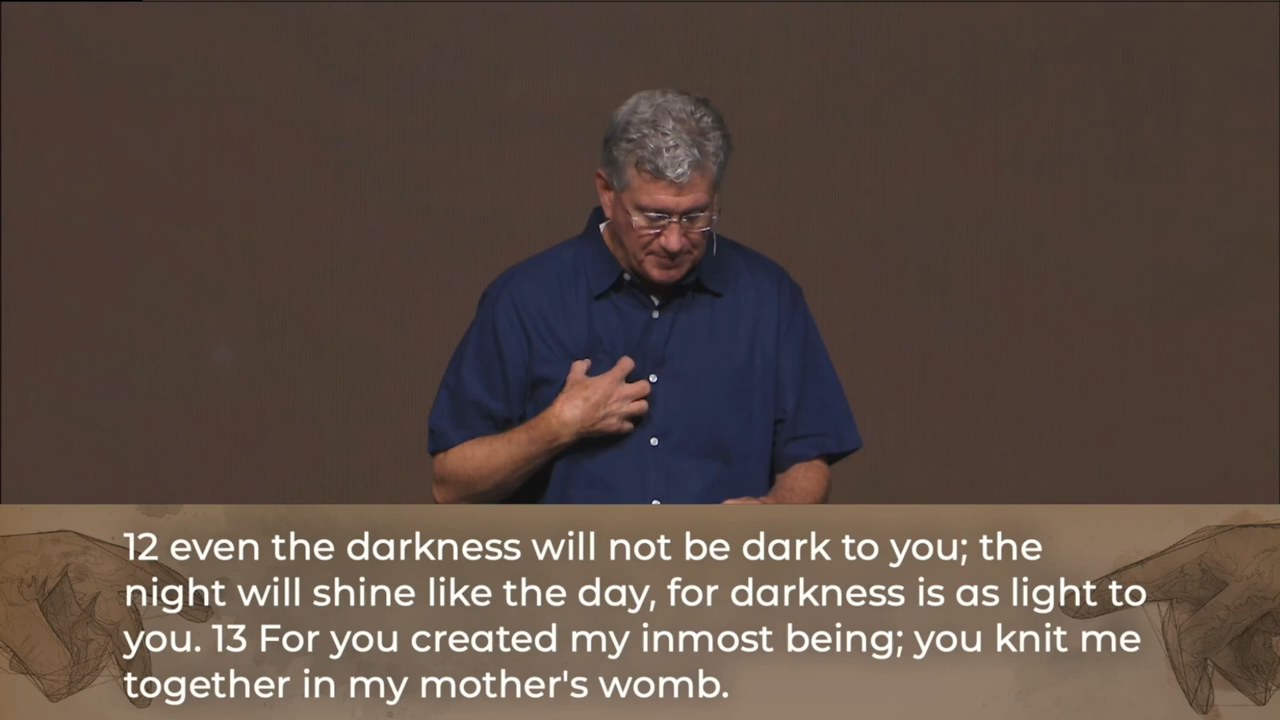 12 even the darkness will not be dark to you; the
night will shine like the day, for darkness is as light to
you. 13 For you created my inmost being; you knit me
together in my mother's womb.